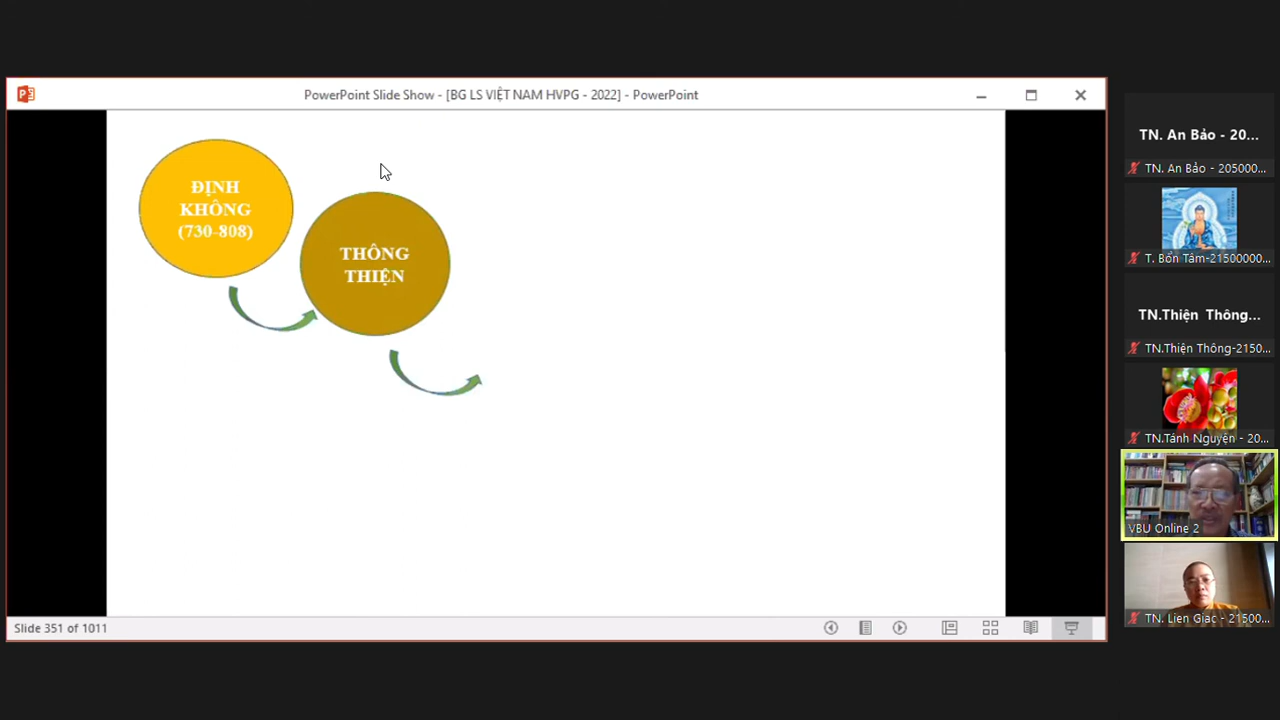 PowerPoint Slide Show - [BG LS VIỆT NAM HVPG - 2022] - PowerPoint
ĐỊNH
KHÔNG
(730-808)
THÔNG
THIỆN
Slide 351 of 1011
TN. An Bảo - 20...
TN. An Bảo - 205000...
T. Bổn Tâm-21500000...
TN.Thiện Thông...
TN.Thiện Thông-2150...
TN.Tánh Nguyện - 20...
VBU Online 2
TN. Lien Giac - 21500...